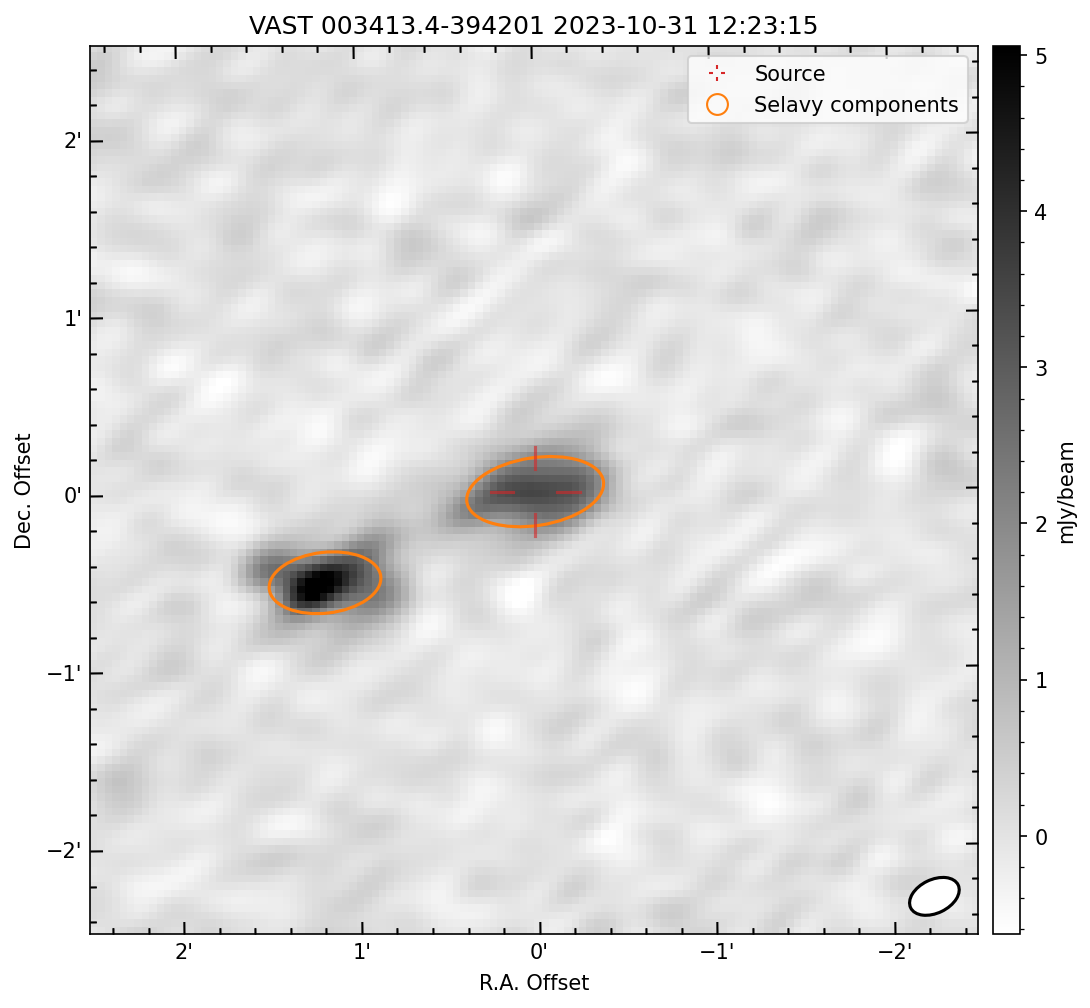 VAST 003413.4-394201 2023-10-31 12:23:15
Source
Selavy components
2'
1'
0'
−1'
−2'
Dec. Offset
2'
1'
0'
−1'
−2'
R.A. Offset
5
4
3
2
1
0
mJy/beam